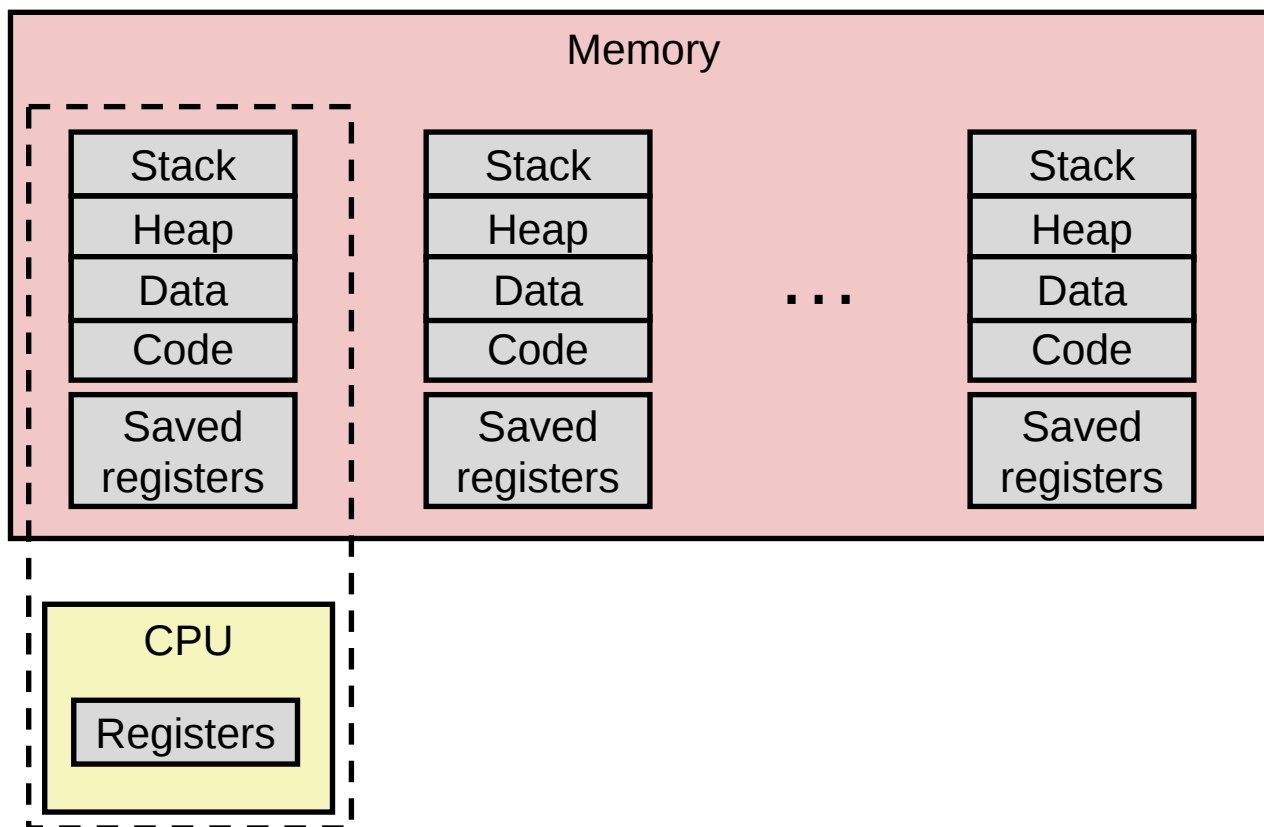 Memory
Stack
Heap
Data
Code
Saved
registers
Stack
Heap
Data
Code
Saved
registers
...
Stack
Heap
Data
Code
Saved
registers
CPU
Registers